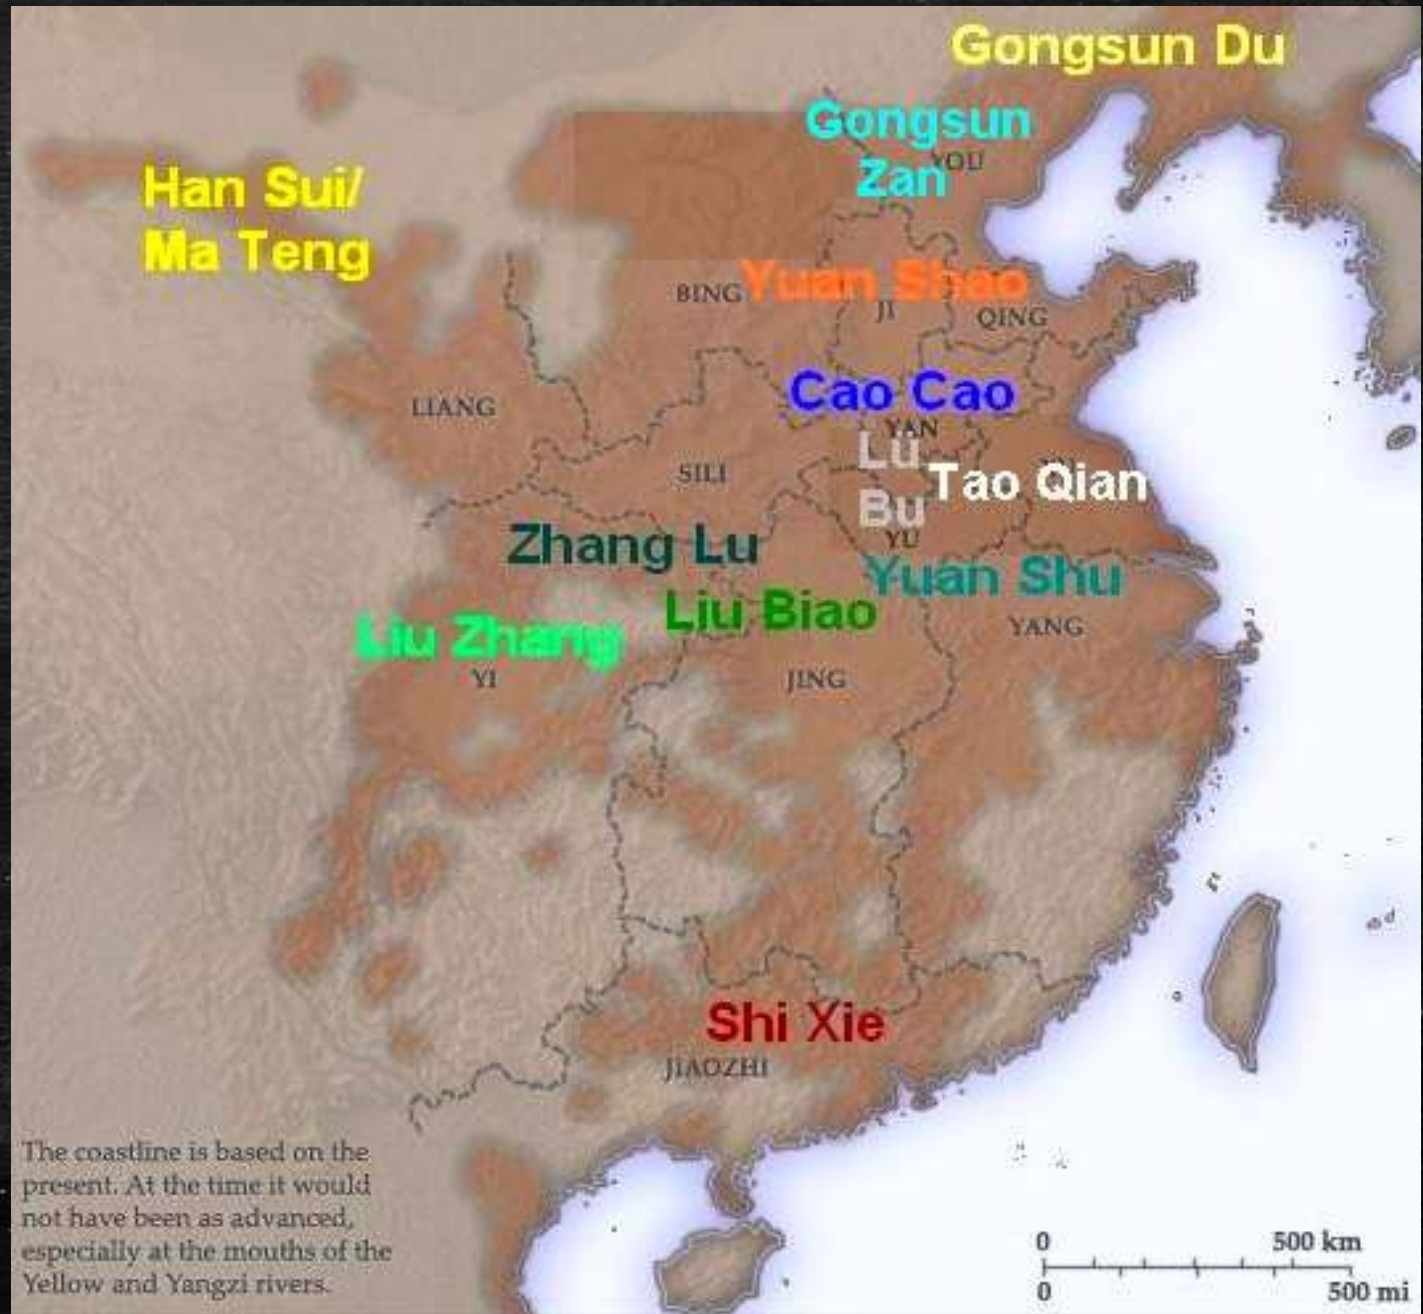 Gongsun Du
Gongsun
Zan
YOU
Han Sui/
Ma Teng
Yuan Shao
BING
JI
QING
Cao Cao
LIANG
YAN
Lü
Bu
SILI
Tao Qian
YU
Zhang Lu
Yuan Shu
Liu Biao
YANG
Liu Zhang
YI
JING
Shi Xie
JIAOZHI
The coastline is based on the
present. At the time it would
not have been as advanced,
especially at the mouths of the
Yellow and Yangzi rivers.
0 500 km
0 500 mi